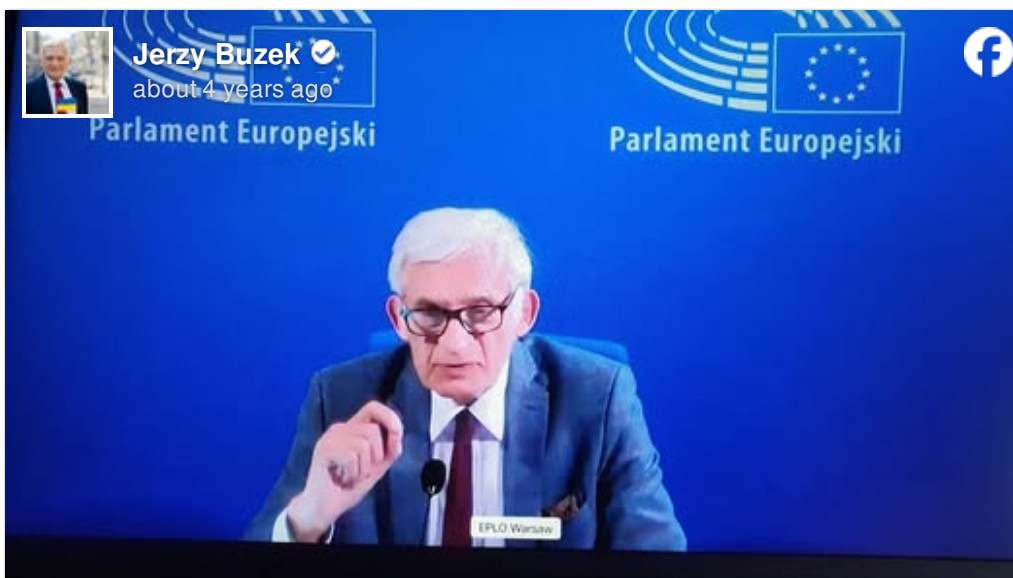 Jerzy Buzek
about 4 years ago
Parlament Europejski
Parlament Europejski
EPLO Warsaw